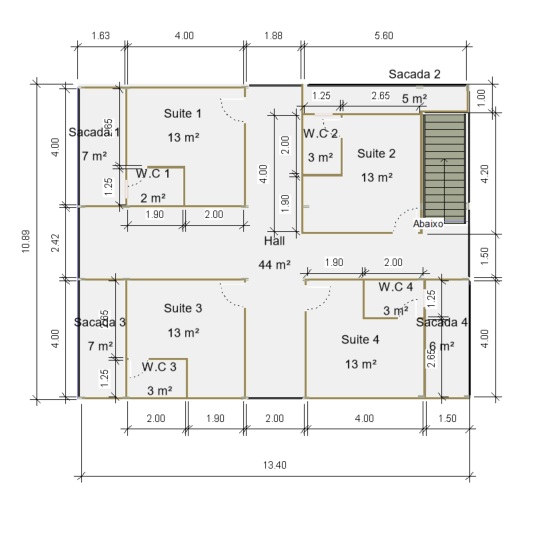 1.63
4.00
1.88
5.60
Sacada 2
5 m²
1.25
2.65
1.00
Suite 1
13 m²
2.65
Sacada 1
7 m²
4.00
W.C 1
2 m²
1.25
1.90
2.00
W.C 2
3 m²
2.00
4.00
1.90
Suite 2
13 m²
4.20
Abaixo
10.89
2.42
Hall
44 m²
1.50
1.90
2.00
Suite 3
13 m²
2.65
Sacada 3
7 m²
4.00
W.C 3
3 m²
1.25
W.C 4
3 m²
1.25
Suite 4
13 m²
Sacada 4
6 m²
2.65
4.00
2.00
1.90
2.00
4.00
1.50
13.40